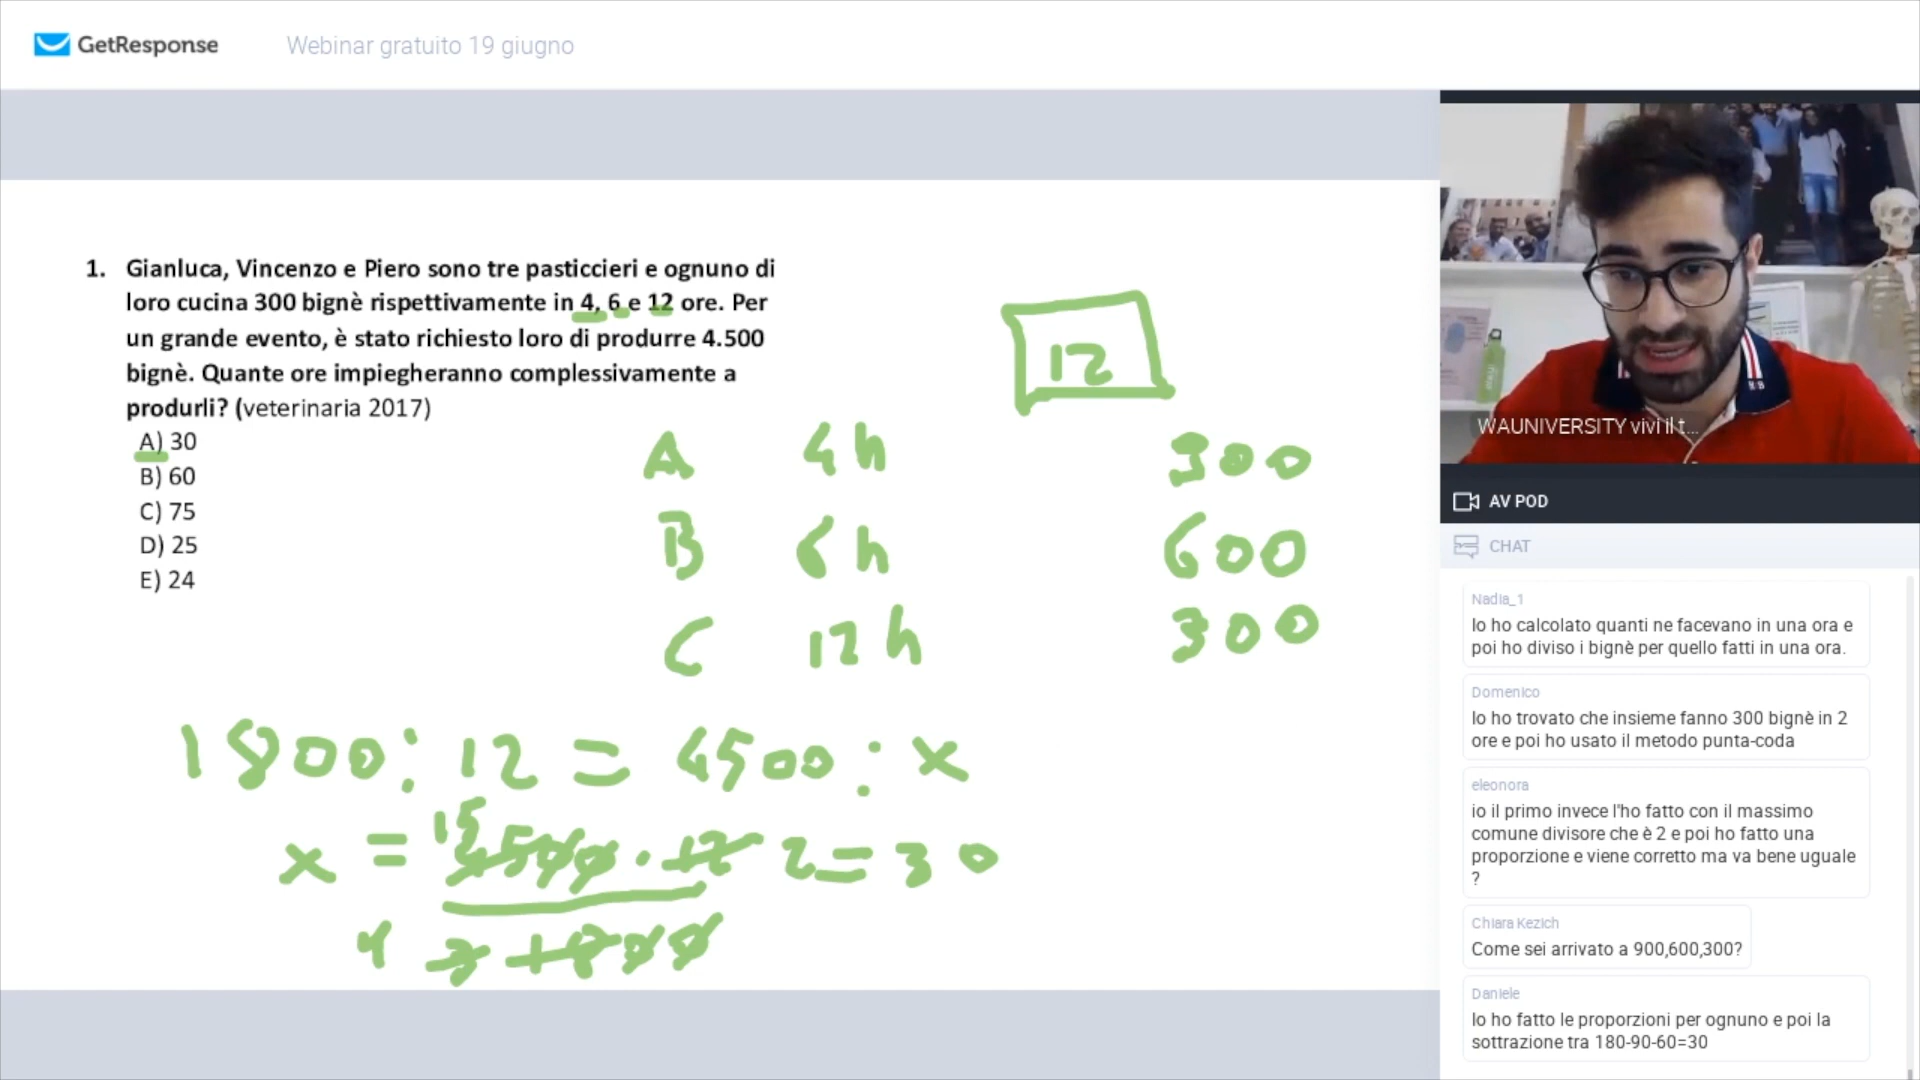 GetResponse
Webinar gratuito 19 giugno
1. Gianluca, Vincenzo e Piero sono tre pasticcieri e ognuno di
loro cucina 300 bignè rispettivamente in 4, 6 e 12 ore. Per
un grande evento, è stato richiesto loro di produrre 4.500
bignè. Quante ore impiegheranno complessivamente a
produrli? (veterinaria 2017)
A) 30
B) 60
C) 75
D) 25
E) 24
12
A 4h 300
B 6h 600
C 12h 300
1800 : 12 = 4500 : x
15
x = 4500 · 12 2 = 30
1800
WAUNIVERSITY vivi il t...
AV POD
CHAT
Nadia_1
Io ho calcolato quanti ne facevano in una ora e
poi ho diviso i bignè per quello fatti in una ora.
Domenico
Io ho trovato che insieme fanno 300 bignè in 2
ore e poi ho usato il metodo punta-coda
eleonora
io il primo invece l'ho fatto con il massimo
comune divisore che è 2 e poi ho fatto una
proporzione e viene corretto ma va bene uguale
?
Chiara Kezich
Come sei arrivato a 900,600,300?
Daniele
Io ho fatto le proporzioni per ognuno e poi la
sottrazione tra 180-90-60=30